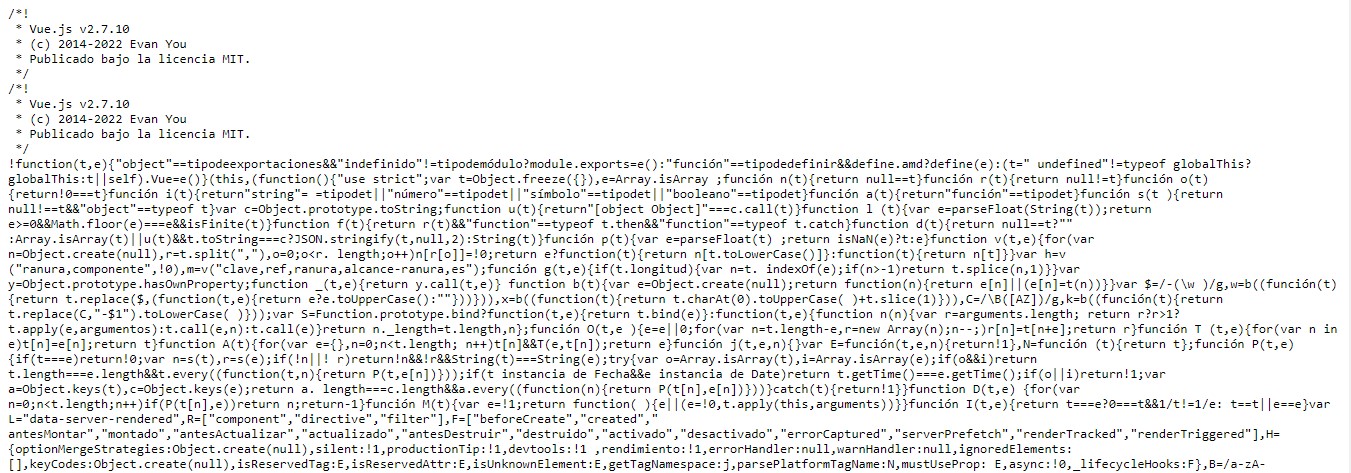 /*!
 * Vue.js v2.7.10
 * (c) 2014-2022 Evan You
 * Publicado bajo la licencia MIT.
 */
/*!
 * Vue.js v2.7.10
 * (c) 2014-2022 Evan You
 * Publicado bajo la licencia MIT.
 */
!function(t,e){"object"==tipodeexportaciones&&"indefinido"!=tipodemódulo?module.exports=e():"función"==tipodedefinir&&define.amd?define(e):(t=" undefined"!=typeof globalThis?
globalThis:t||self).Vue=e()}(this,(function(){"use strict";var t=Object.freeze({}),e=Array.isArray ;función n(t){return null==t}function r(t){return null!=t}función o(t)
{return!0===t}función i(t){return"string"= =tipodet||"número"==tipodet||"símbolo"==tipodet||"booleano"==tipodet}función a(t){return"función"==tipodet}función s(t ){return
null!==t&&"object"==typeof t}var c=Object.prototype.toString;function u(t){return"[object Object]"===c.call(t)}function l (t){var e=parseFloat(String(t));return
e>=0&&Math.floor(e)===e&&isFinite(t)}function f(t){return r(t)&&"function"==typeof t.then&&"function"==typeof t.catch}function d(t){return null==t?""
:Array.isArray(t)||u(t)&&t.toString===c?JSON.stringify(t,null,2):String(t)}función p(t){var e=parseFloat(t) ;return isNaN(e)?t:e}function v(t,e){for(var
n=Object.create(null),r=t.split(","),o=0;o<r. length;o++)n[r[o]]=!0;return e?function(t){return n[t.toLowerCase()]}:function(t){return n[t]}}var h=v
("ranura,componente",!0),m=v("clave,ref,ranura,alcance-ranura,es");función g(t,e){if(t.longitud){var n=t. indexOf(e);if(n>-1)return t.splice(n,1)}}var
y=Object.prototype.hasOwnProperty;function _(t,e){return y.call(t,e)} function b(t){var e=Object.create(null);return function(n){return e[n]||(e[n]=t(n))}}var $=/-(\w )/g,w=b((función(t)
{return t.replace($,(function(t,e){return e?e.toUpperCase():""}))})),x=b((función(t){return t.charAt(0).toUpperCase( )+t.slice(1)})),C=/\B([AZ])/g,k=b((función(t){return
t.replace(C,"-$1").toLowerCase( )}));var S=Function.prototype.bind?function(t,e){return t.bind(e)}:function(t,e){function n(n){var r=arguments.length; return r?r>1?
t.apply(e,argumentos):t.call(e,n):t.call(e)}return n._length=t.length,n};función O(t,e ){e=e||0;for(var n=t.length-e,r=new Array(n);n--;)r[n]=t[n+e];return r}función T (t,e){for(var n in
e)t[n]=e[n];return t}function A(t){for(var e={},n=0;n<t.length; n++)t[n]&&T(e,t[n]);return e}función j(t,e,n){}var E=función(t,e,n){return!1},N=función (t){return t};función P(t,e)
{if(t===e)return!0;var n=s(t),r=s(e);if(!n||! r)return!n&&!r&&String(t)===String(e);try{var o=Array.isArray(t),i=Array.isArray(e);if(o&&i)return
t.length===e.length&&t.every((function(t,n){return P(t,e[n])}));if(t instancia de Fecha&&e instancia de Date)return t.getTime()===e.getTime();if(o||i)return!1;var
a=Object.keys(t),c=Object.keys(e);return a. length===c.length&&a.every((function(n){return P(t[n],e[n])}))}catch(t){return!1}}function D(t,e) {for(var
n=0;n<t.length;n++)if(P(t[n],e))return n;return-1}function M(t){var e=!1;return function( ){e||(e=!0,t.apply(this,arguments))}}function I(t,e){return t===e?0===t&&1/t!=1/e: t==t||e==e}var
L="data-server-rendered",R=["component","directive","filter"],F=["beforeCreate","created","
antesMontar","montado","antesActualizar","actualizado","antesDestruir","destruido","activado","desactivado","errorCaptured","serverPrefetch","renderTracked","renderTriggered"],H=
{optionMergeStrategies:Object.create(null),silent:!1,productionTip:!1,devtools:!1 ,rendimiento:!1,errorHandler:null,warnHandler:null,ignoredElements:
[],keyCodes:Object.create(null),isReservedTag:E,isReservedAttr:E,isUnknownElement:E,getTagNamespace:j,parsePlatformTagName:N,mustUseProp: E,async:!0,_lifecycleHooks:F},B=/a-zA-